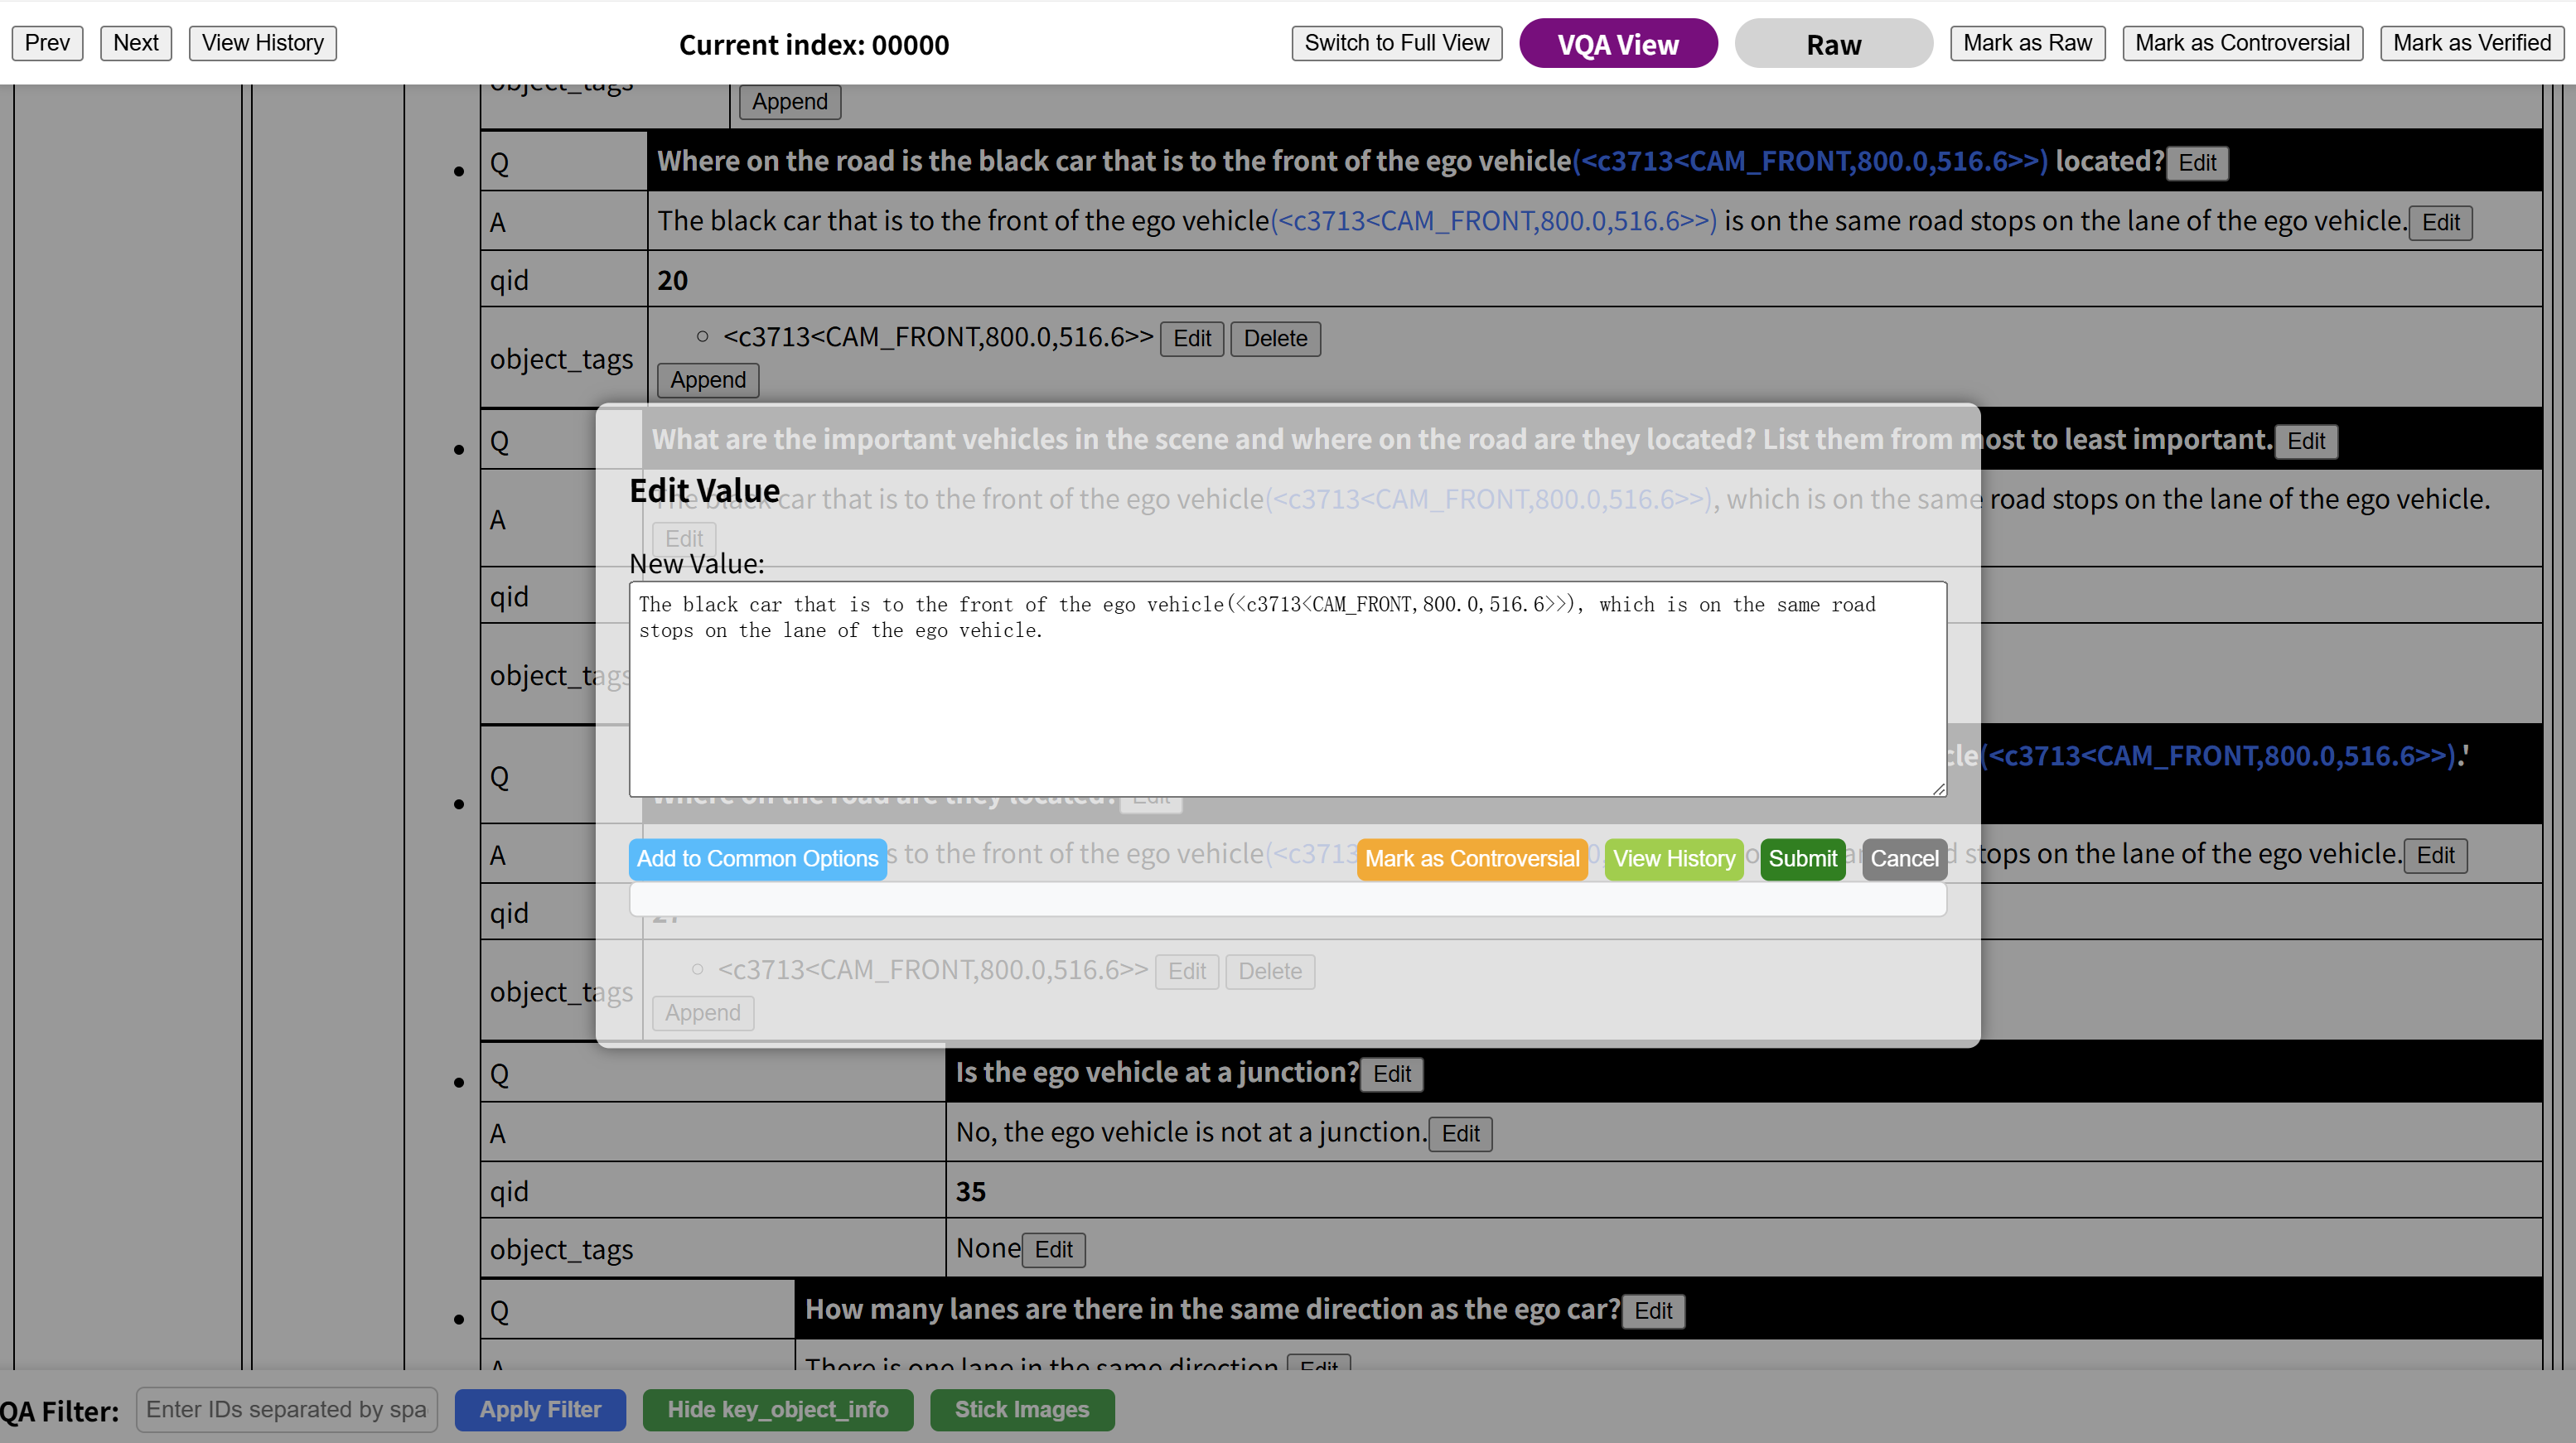 Prev Next View History Current index: 00000 Switch to Full View VQA View Raw Mark as Raw Mark as Controversial Mark as Verified
object_tags Append
Q Where on the road is the black car that is to the front of the ego vehicle(<c3713<CAM_FRONT,800.0,516.6>>) located? Edit
A The black car that is to the front of the ego vehicle(<c3713<CAM_FRONT,800.0,516.6>>) is on the same road stops on the lane of the ego vehicle. Edit
qid 20
object_tags <c3713<CAM_FRONT,800.0,516.6>> Edit Delete
Append
Q What are the important vehicles in the scene and where on the road are they located? List them from most to least important. Edit
Edit Value
A The black car that is to the front of the ego vehicle(<c3713<CAM_FRONT,800.0,516.6>>), which is on the same road stops on the lane of the ego vehicle.
Edit
New Value:
qid
The black car that is to the front of the ego vehicle(<c3713<CAM_FRONT,800.0,516.6>>), which is on the same road
stops on the lane of the ego vehicle.
object_tags
Q (<c3713<CAM_FRONT,800.0,516.6>>).'
Where on the road are they located? Edit
A s to the front of the ego vehicle(<c3713 stops on the lane of the ego vehicle. Edit
Add to Common Options Mark as Controversial View History Submit Cancel
qid
object_tags <c3713<CAM_FRONT,800.0,516.6>> Edit Delete
Append
Q Is the ego vehicle at a junction? Edit
A No, the ego vehicle is not at a junction. Edit
qid 35
object_tags None Edit
Q How many lanes are there in the same direction as the ego car? Edit
A There is one lane in the same direction. Edit
QA Filter: Enter IDs separated by spa Apply Filter Hide key_object_info Stick Images